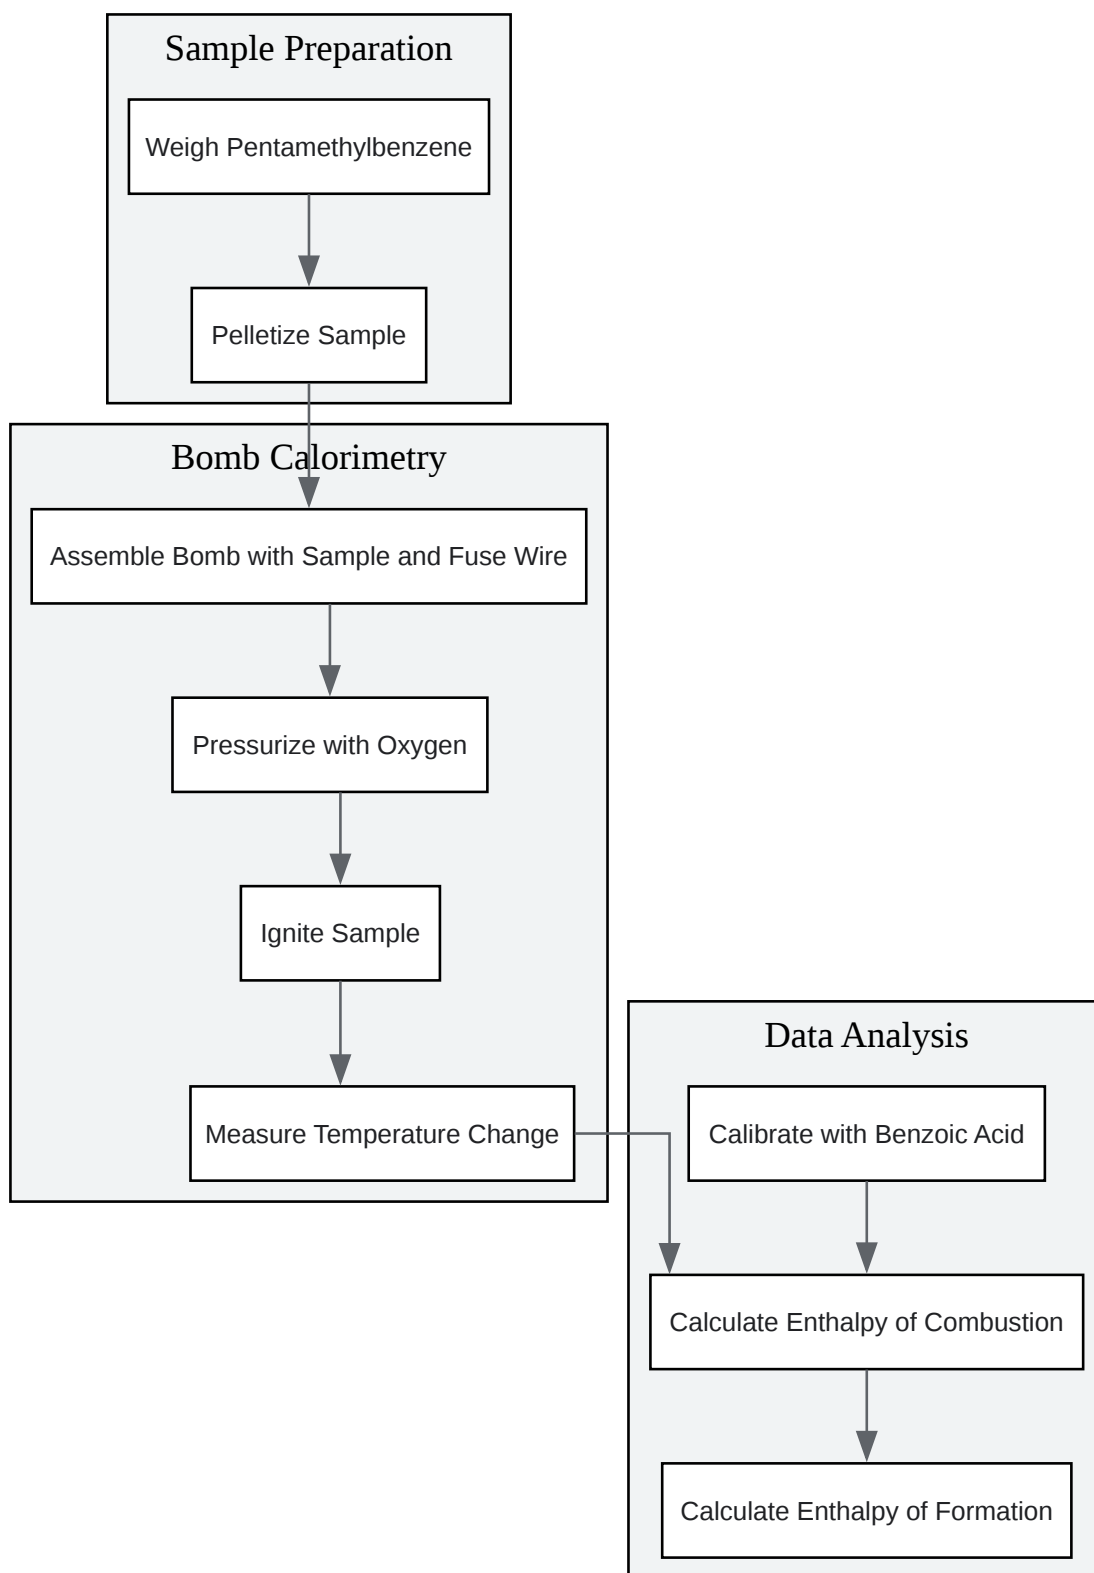 Sample Preparation
Weigh Pentamethylbenzene
Pelletize Sample
Bomb Calorimetry
Assemble Bomb with Sample and Fuse Wire
Pressurize with Oxygen
Ignite Sample
Measure Temperature Change
Data Analysis
Calibrate with Benzoic Acid
Calculate Enthalpy of Combustion
Calculate Enthalpy of Formation